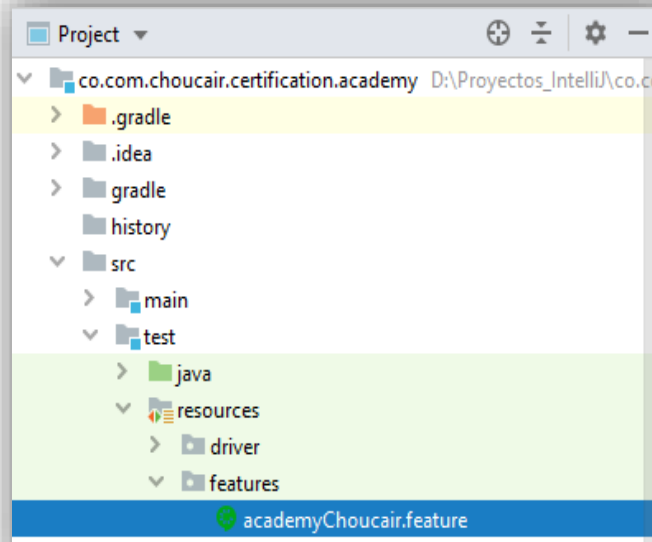 Project
co.com.choucair.certification.academy D:\Proyectos_IntelliJ\co.c
.gradle
.idea
gradle
history
src
main
test
java
resources
driver
features
academyChoucair.feature